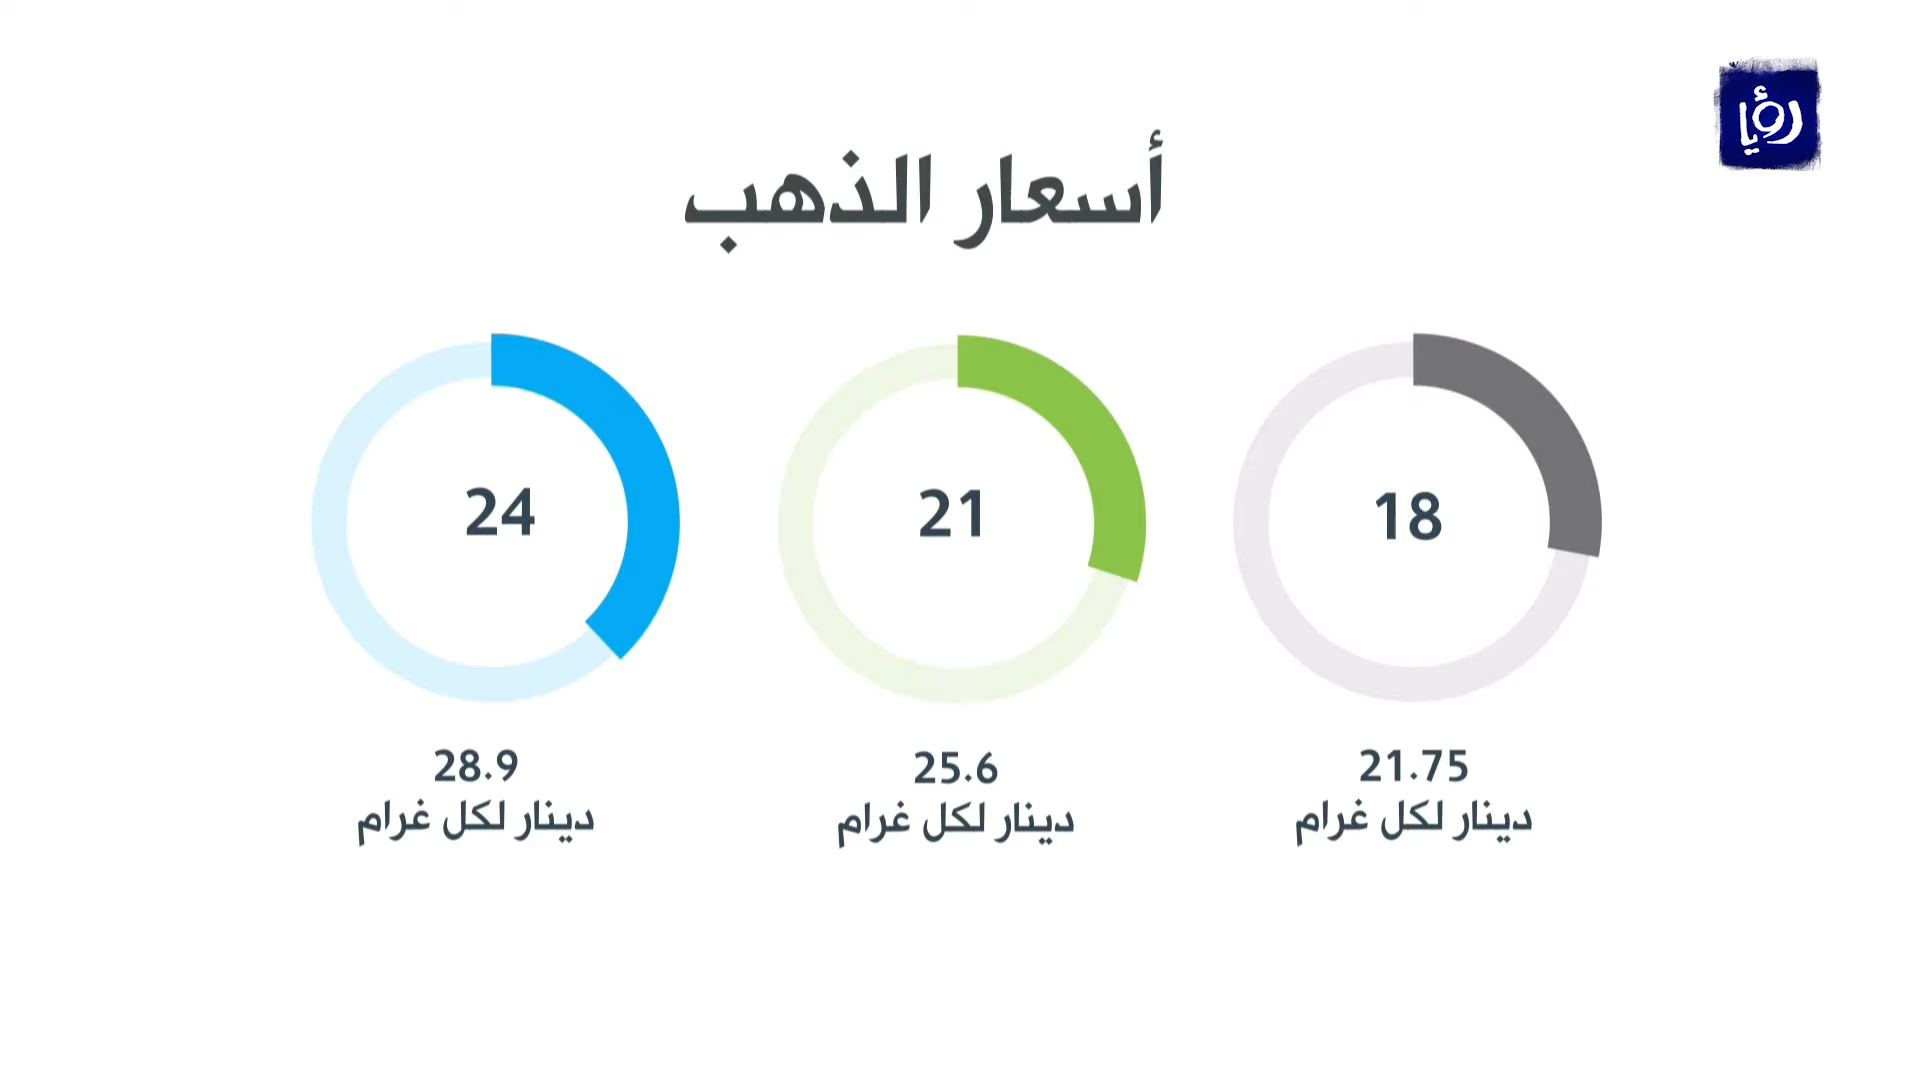 رؤيا
أسعار الذهب
18
21.75
دينار لكل غرام
21
25.6
دينار لكل غرام
24
28.9
دينار لكل غرام